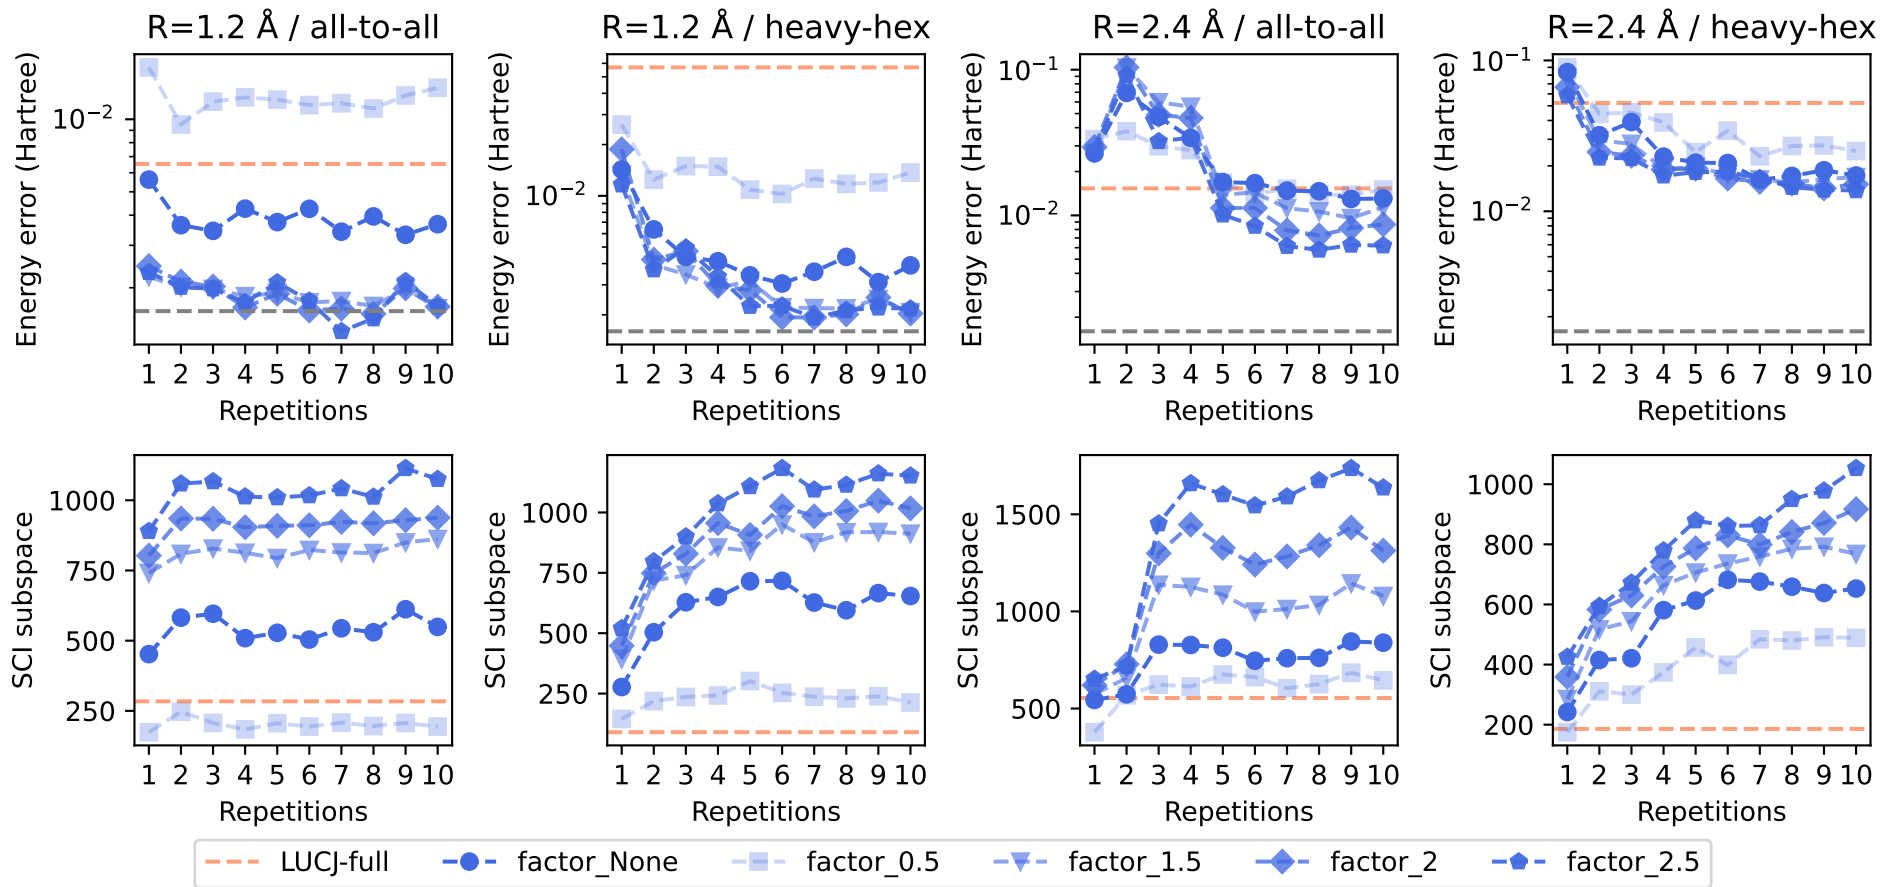 R=1.2 Å / all-to-all
R=1.2 Å / heavy-hex
R=2.4 Å / all-to-all
R=2.4 Å / heavy-hex
Energy error (Hartree)
10⁻²
1 2 3 4 5 6 7 8 9 10
Repetitions
Energy error (Hartree)
10⁻²
1 2 3 4 5 6 7 8 9 10
Repetitions
Energy error (Hartree)
10⁻¹
10⁻²
1 2 3 4 5 6 7 8 9 10
Repetitions
Energy error (Hartree)
10⁻¹
10⁻²
1 2 3 4 5 6 7 8 9 10
Repetitions
SCI subspace
1000
750
500
250
1 2 3 4 5 6 7 8 9 10
Repetitions
SCI subspace
1000
750
500
250
1 2 3 4 5 6 7 8 9 10
Repetitions
SCI subspace
1500
1000
500
1 2 3 4 5 6 7 8 9 10
Repetitions
SCI subspace
1000
800
600
400
200
1 2 3 4 5 6 7 8 9 10
Repetitions
LUCJ-full factor_None factor_0.5 factor_1.5 factor_2 factor_2.5